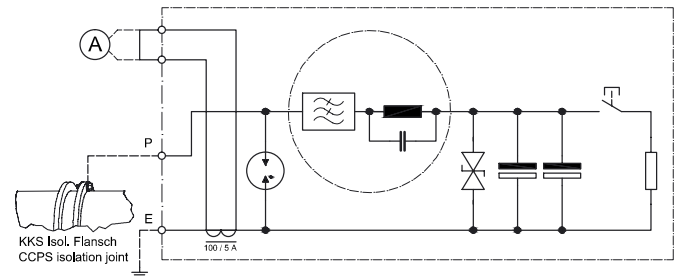 A
P
E
KKS Isol. Flansch
CCPS isolation joint
100 / 5 A